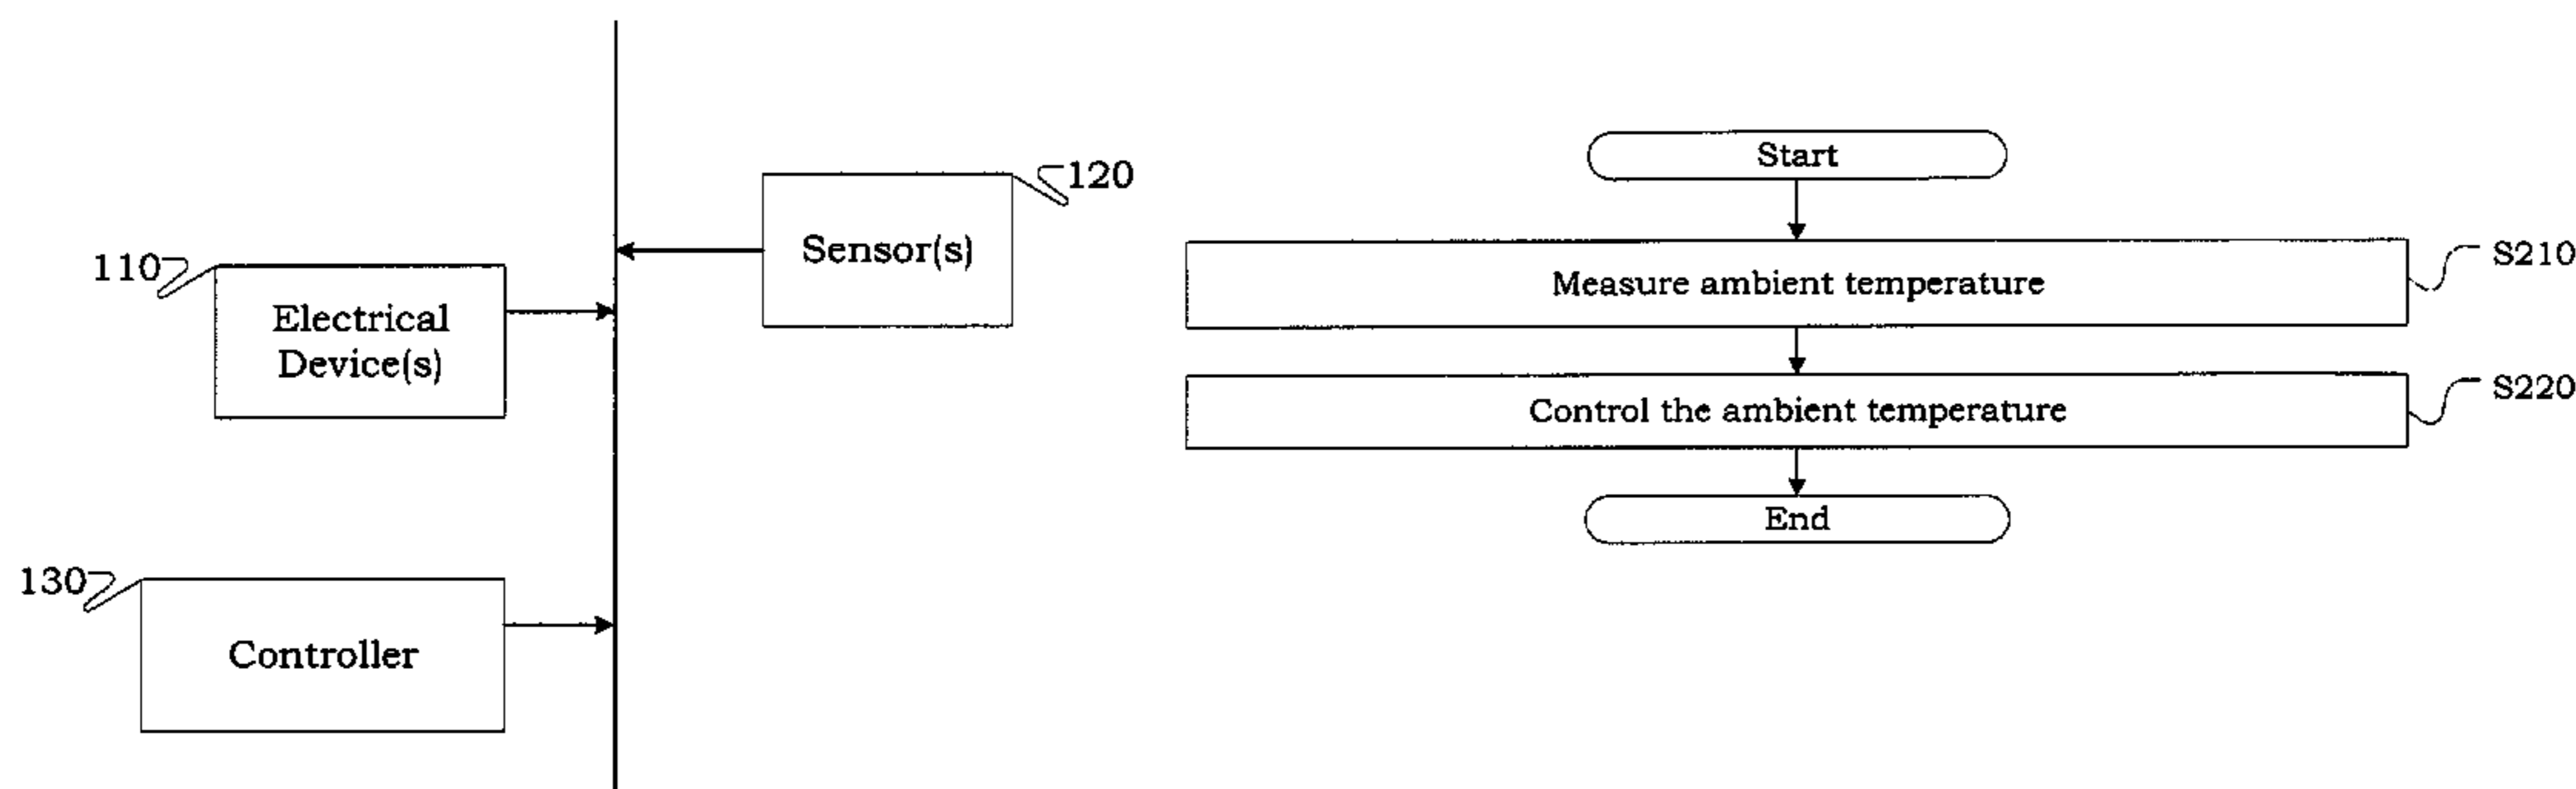 120
Sensor(s)
110
Electrical
Device(s)
130
Controller
Start
Measure ambient temperature
S210
Control the ambient temperature
S220
End